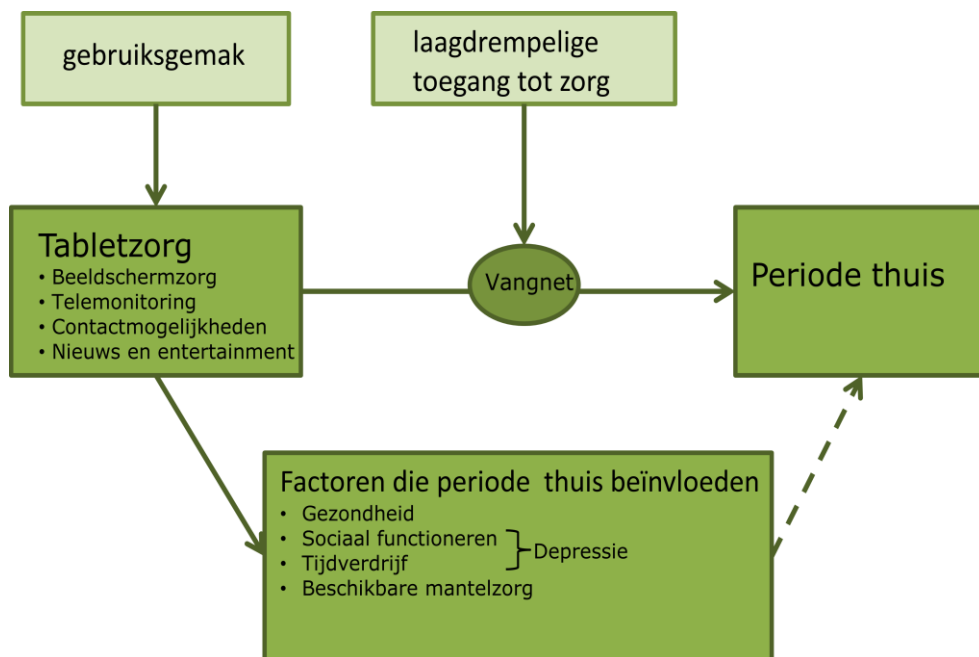 gebruiksgemak
laagdrempelige
toegang tot zorg
Tabletzorg
• Beeldschermzorg
• Telemonitoring
• Contactmogelijkheden
• Nieuws en entertainment
Vangnet
Periode thuis
Factoren die periode thuis beïnvloeden
• Gezondheid
• Sociaal functioneren
• Tijdverdrijf
Depressie
• Beschikbare mantelzorg